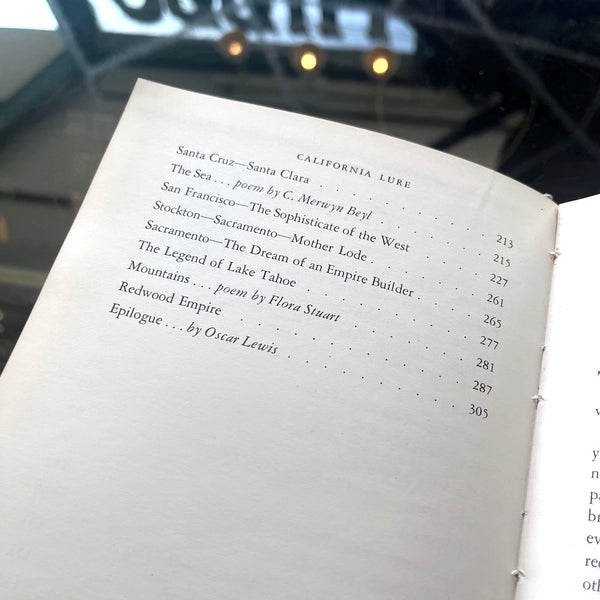 CALIFORNIA LURE
Santa Cruz—Santa Clara . . . . . . . . 213
The Sea . . . poem by C. Merwyn Beyl . . . . . . 215
San Francisco—The Sophisticate of the West . . . . 227
Stockton—Sacramento—Mother Lode . . . . . . 261
Sacramento—The Dream of an Empire Builder . . . . 265
The Legend of Lake Tahoe . . . . . . . . 277
Mountains . . . poem by Flora Stuart . . . . . . 281
Redwood Empire . . . . . . . . . . 287
Epilogue . . . by Oscar Lewis . . . . . . . . 305